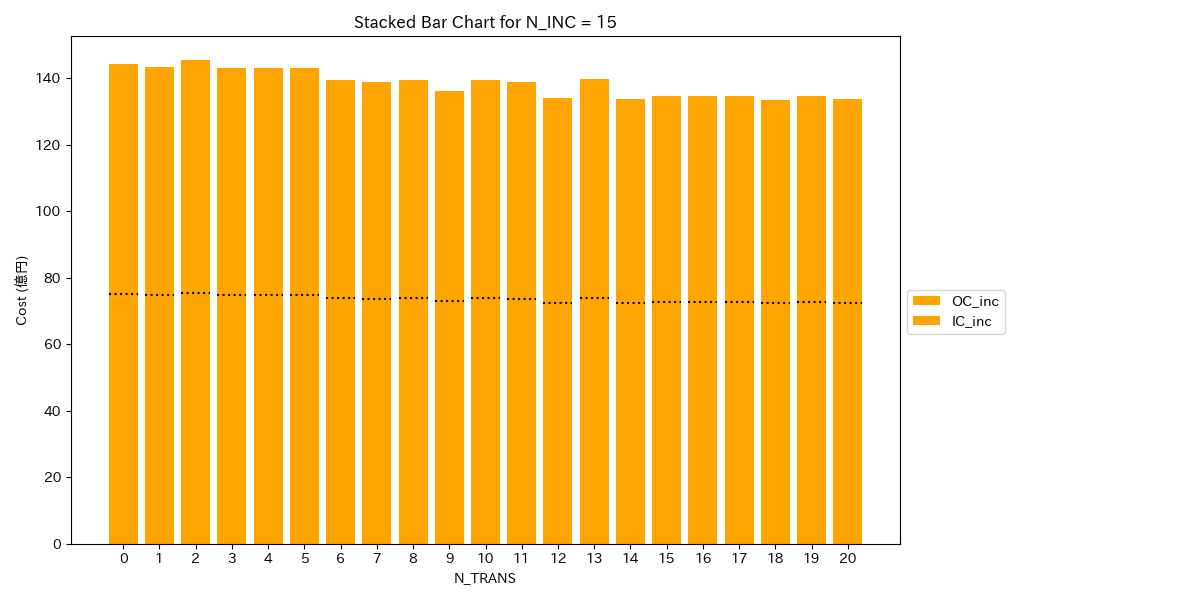 Stacked Bar Chart for N_INC = 15
140
120
100
80
60
40
20
0
Cost (億円)
0 1 2 3 4 5 6 7 8 9 10 11 12 13 14 15 16 17 18 19 20
N_TRANS
OC_inc
IC_inc